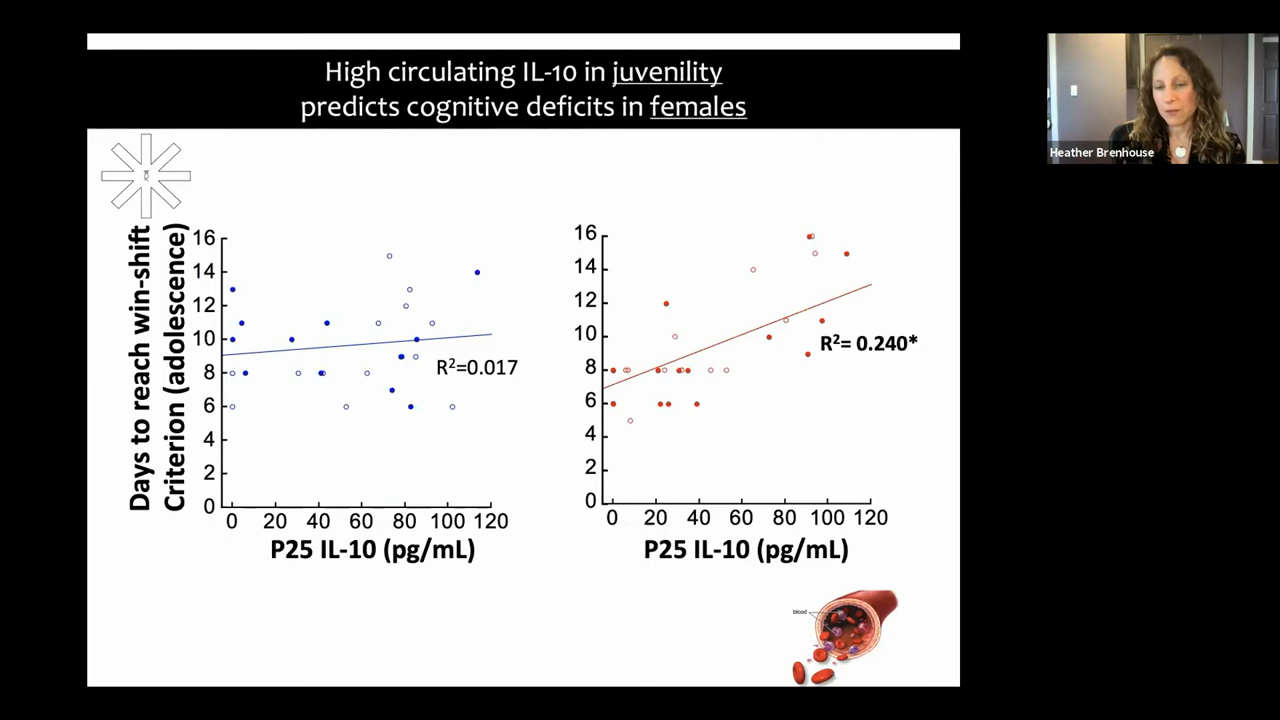 High circulating IL-10 in juvenility
predicts cognitive deficits in females
Heather Brenhouse
Days to reach win-shift
Criterion (adolescence)
16
14
12
10
8
6
4
2
0
0 20 40 60 80 100 120
P25 IL-10 (pg/mL)
R²=0.017
16
14
12
10
8
6
4
2
0
0 20 40 60 80 100 120
P25 IL-10 (pg/mL)
R²= 0.240*
blood